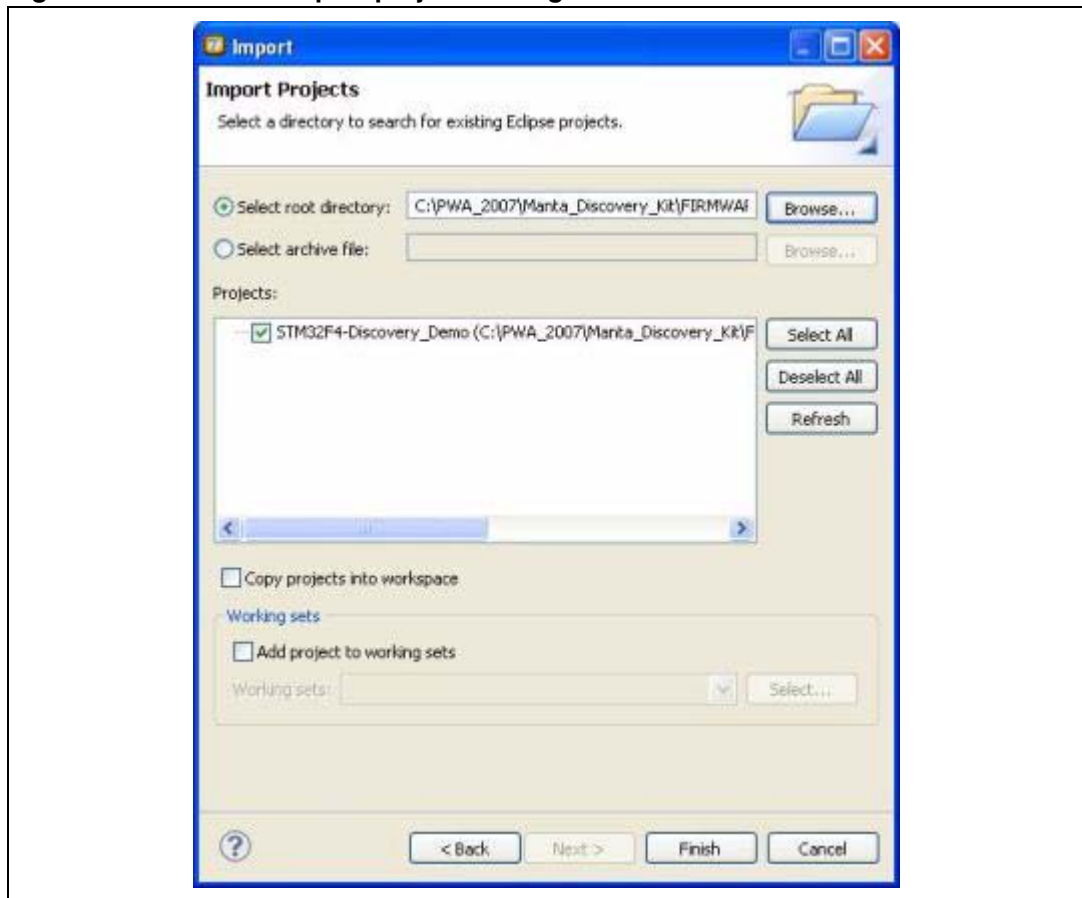 Import
Import Projects
Select a directory to search for existing Eclipse projects.
Select root directory: C:\PWA_2007\Manta_Discovery_Kit\FIRMWAR Browse...
Select archive file: Browse...
Projects:
STM32F4-Discovery_Demo (C:\PWA_2007\Manta_Discovery_Kit\F Select All
Deselect All
Refresh
Copy projects into workspace
Working sets
Add project to working sets
Working sets: Select...
? < Back Next > Finish Cancel